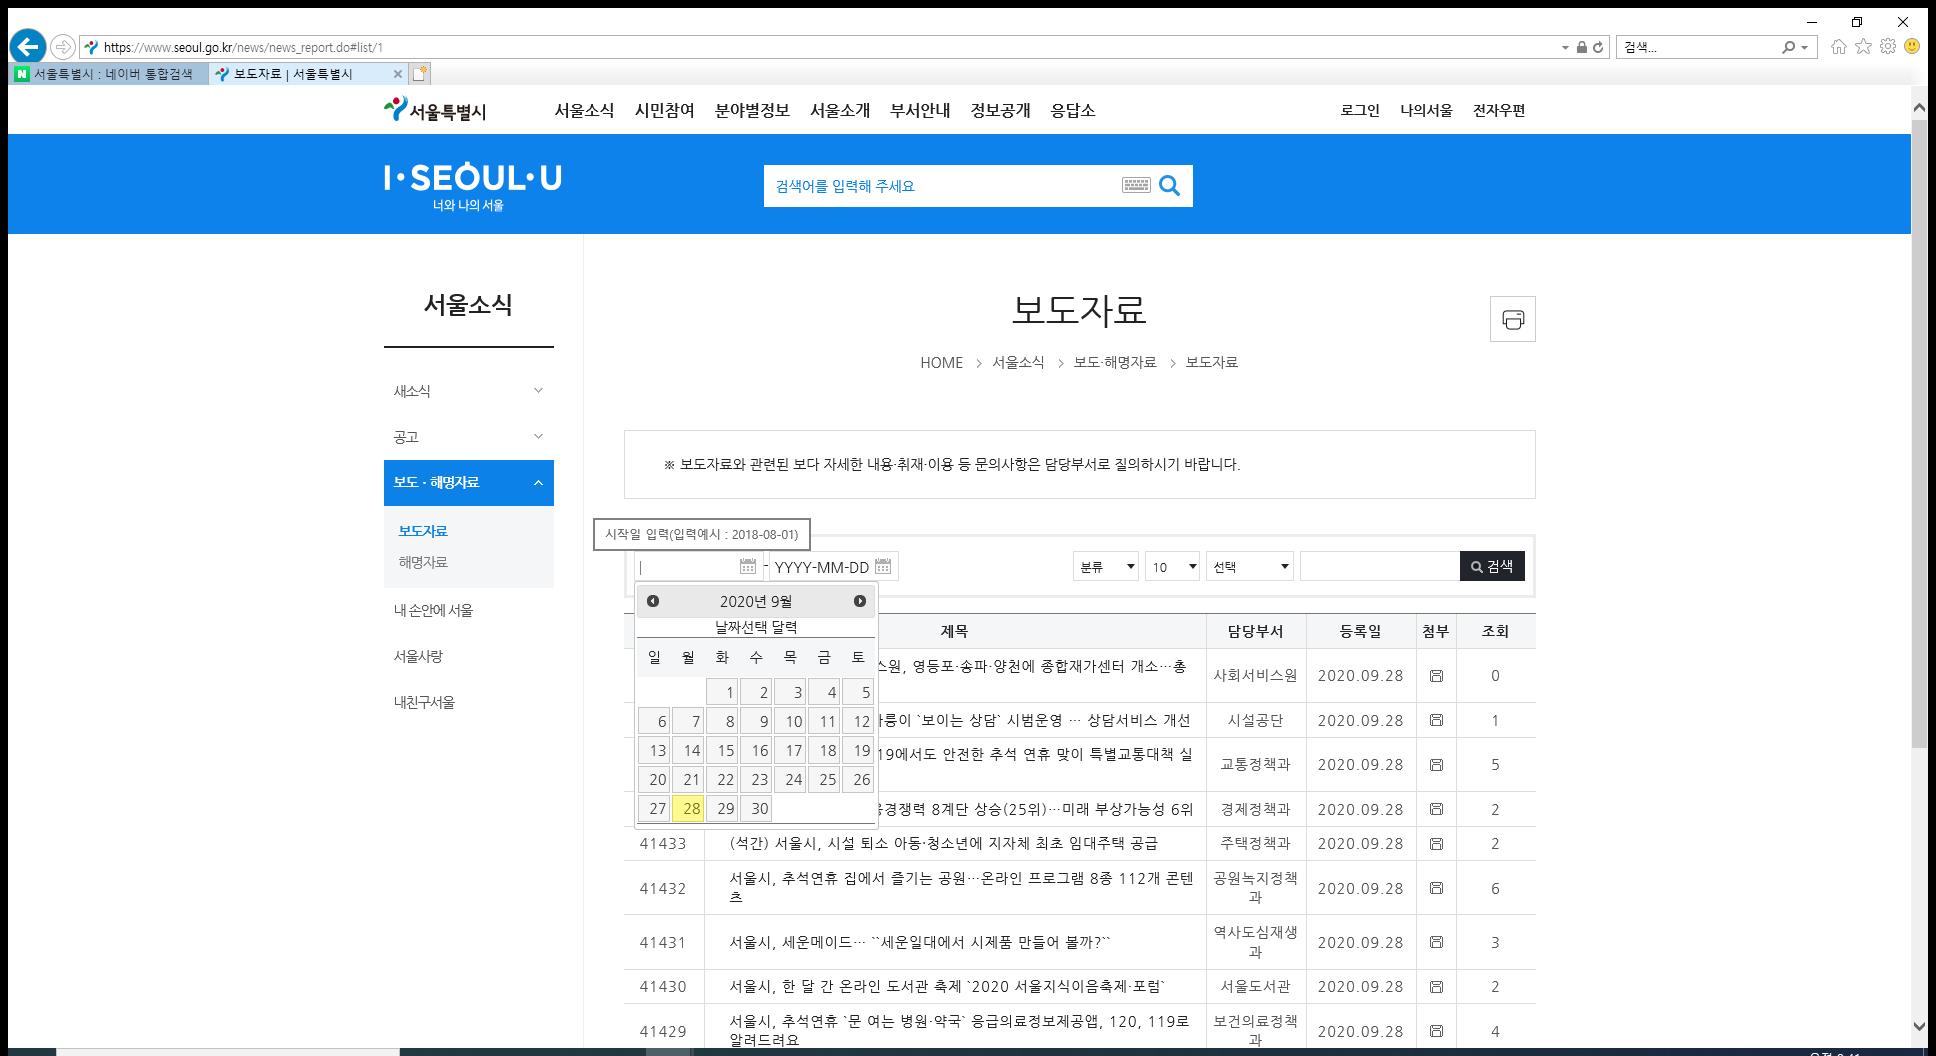 https://www.seoul.go.kr/news/news_report.do#list/1
검색...
서울특별시 : 네이버 통합검색
보도자료 | 서울특별시
서울특별시
서울소식 시민참여 분야별정보 서울소개 부서안내 정보공개 응답소
로그인 나의서울 전자우편
I·SEOUL·U
너와 나의 서울
검색어를 입력해 주세요
서울소식
새소식
공고
보도·해명자료
보도자료
해명자료
내 손안에 서울
서울사랑
내친구서울
보도자료
HOME > 서울소식 > 보도·해명자료 > 보도자료
※ 보도자료와 관련된 보다 자세한 내용·취재·이용 등 문의사항은 담당부서로 질의하시기 바랍니다.
시작일 입력(입력예시 : 2018-08-01)
- YYYY-MM-DD
분류 10 선택 검색
2020년 9월
날짜선택 달력
일 월 화 수 목 금 토
1 2 3 4 5
6 7 8 9 10 11 12
13 14 15 16 17 18 19
20 21 22 23 24 25 26
27 28 29 30
제목 담당부서 등록일 첨부 조회
스원, 영등포·송파·양천에 종합재가센터 개소…총 사회서비스원 2020.09.28 0
릉이 `보이는 상담` 시범운영 … 상담서비스 개선 시설공단 2020.09.28 1
19에서도 안전한 추석 연휴 맞이 특별교통대책 실 교통정책과 2020.09.28 5
경쟁력 8계단 상승(25위)…미래 부상가능성 6위 경제정책과 2020.09.28 2
41433 (석간) 서울시, 시설 퇴소 아동·청소년에 지자체 최초 임대주택 공급 주택정책과 2020.09.28 2
41432 서울시, 추석연휴 집에서 즐기는 공원…온라인 프로그램 8종 112개 콘텐
츠 공원녹지정책
과 2020.09.28 6
41431 서울시, 세운메이드… ``세운일대에서 시제품 만들어 볼까?`` 역사도심재생
과 2020.09.28 3
41430 서울시, 한 달 간 온라인 도서관 축제 `2020 서울지식이음축제·포럼` 서울도서관 2020.09.28 2
41429 서울시, 추석연휴 `문 여는 병원·약국` 응급의료정보제공앱, 120, 119로
알려드려요 보건의료정책
과 2020.09.28 4